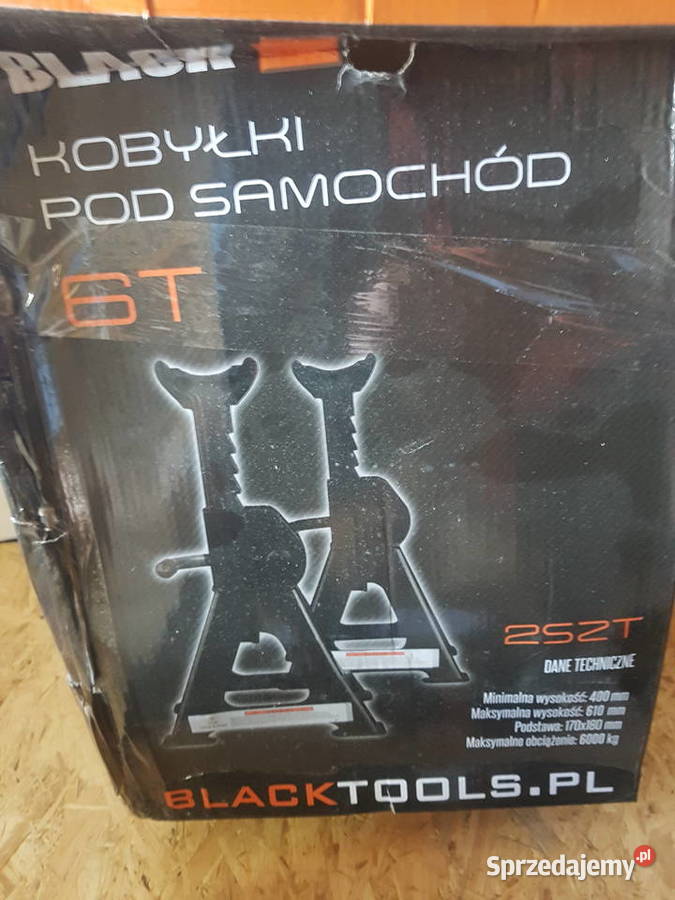 BLACK
KOBYŁKI
POD SAMOCHÓD
6T
2SZT
DANE TECHNICZNE
Minimalna wysokość: 400 mm
Maksymalna wysokość: 610 mm
Podstawa: 170x180 mm
Maksymalne obciążenie: 6000 kg
BLACKTOOLS.PL
Sprzedajemy.pl